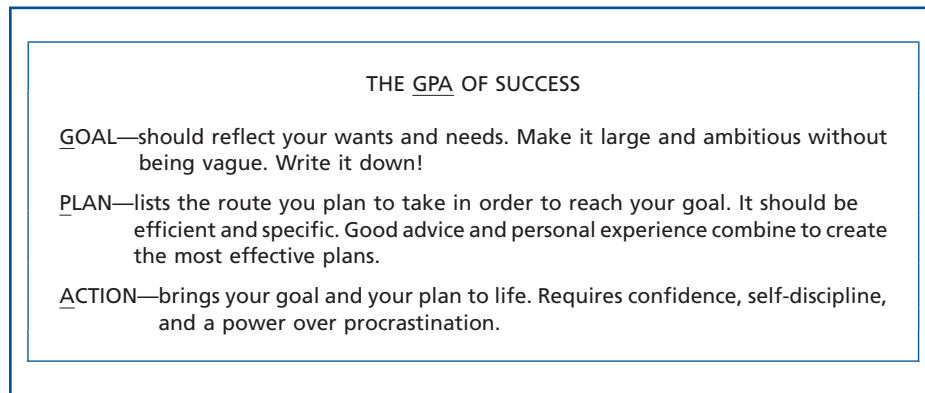 THE GPA OF SUCCESS
GOAL—should reflect your wants and needs. Make it large and ambitious without
being vague. Write it down!
PLAN—lists the route you plan to take in order to reach your goal. It should be
efficient and specific. Good advice and personal experience combine to create
the most effective plans.
ACTION—brings your goal and your plan to life. Requires confidence, self-discipline,
and a power over procrastination.